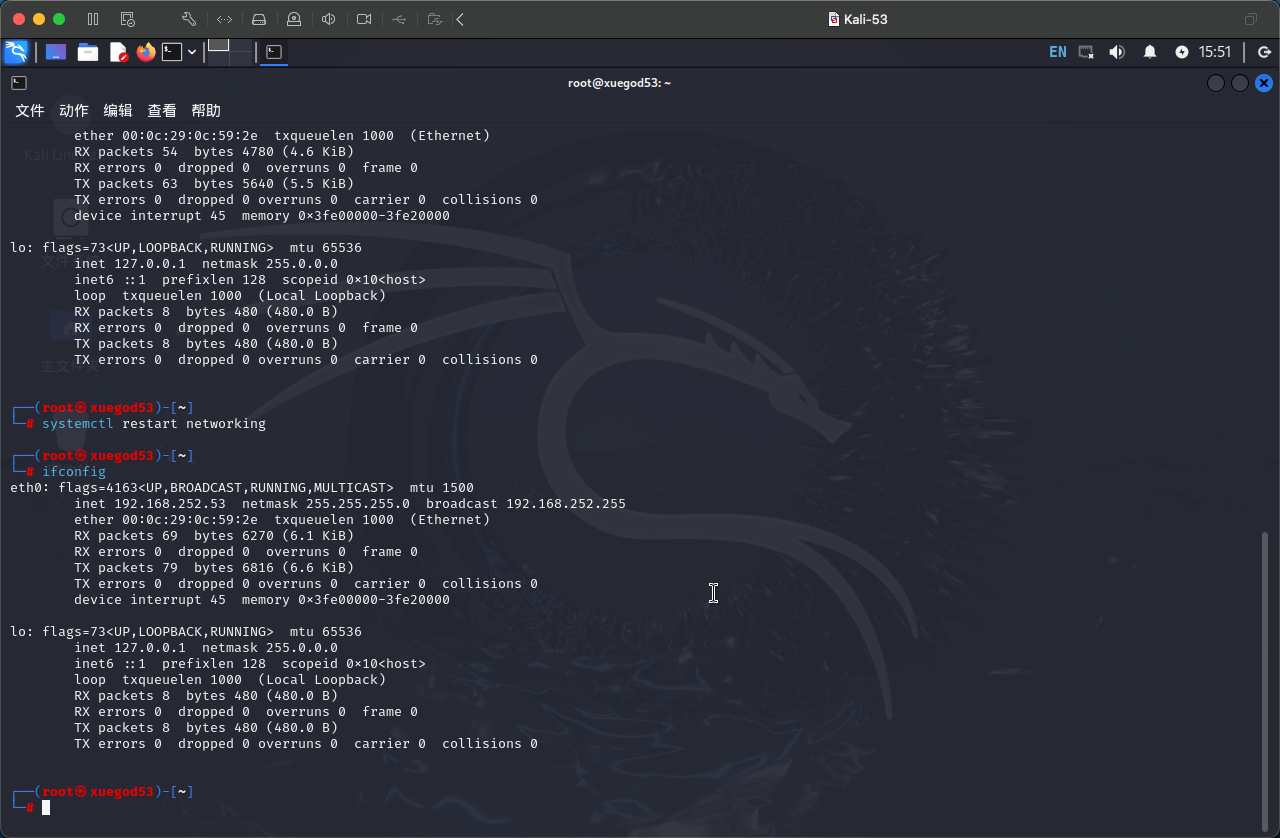 Kali-53
EN
15:51
root@xuegod53: ~
文件 动作 编辑 查看 帮助
ether 00:0c:29:0c:59:2e  txqueuelen 1000  (Ethernet)
RX packets 54  bytes 4780 (4.6 KiB)
RX errors 0  dropped 0  overruns 0  frame 0
TX packets 63  bytes 5640 (5.5 KiB)
TX errors 0  dropped 0 overruns 0  carrier 0  collisions 0
device interrupt 45  memory 0×3fe00000-3fe20000
lo: flags=73<UP,LOOPBACK,RUNNING>  mtu 65536
inet 127.0.0.1  netmask 255.0.0.0
inet6 ::1  prefixlen 128  scopeid 0×10<host>
loop  txqueuelen 1000  (Local Loopback)
RX packets 8  bytes 480 (480.0 B)
RX errors 0  dropped 0  overruns 0  frame 0
TX packets 8  bytes 480 (480.0 B)
TX errors 0  dropped 0 overruns 0  carrier 0  collisions 0
┌──(root㉿xuegod53)-[~]
└─# systemctl restart networking
┌──(root㉿xuegod53)-[~]
└─# ifconfig
eth0: flags=4163<UP,BROADCAST,RUNNING,MULTICAST>  mtu 1500
inet 192.168.252.53  netmask 255.255.255.0  broadcast 192.168.252.255
ether 00:0c:29:0c:59:2e  txqueuelen 1000  (Ethernet)
RX packets 69  bytes 6270 (6.1 KiB)
RX errors 0  dropped 0  overruns 0  frame 0
TX packets 79  bytes 6816 (6.6 KiB)
TX errors 0  dropped 0 overruns 0  carrier 0  collisions 0
device interrupt 45  memory 0×3fe00000-3fe20000
lo: flags=73<UP,LOOPBACK,RUNNING>  mtu 65536
inet 127.0.0.1  netmask 255.0.0.0
inet6 ::1  prefixlen 128  scopeid 0×10<host>
loop  txqueuelen 1000  (Local Loopback)
RX packets 8  bytes 480 (480.0 B)
RX errors 0  dropped 0  overruns 0  frame 0
TX packets 8  bytes 480 (480.0 B)
TX errors 0  dropped 0 overruns 0  carrier 0  collisions 0
┌──(root㉿xuegod53)-[~]
└─#